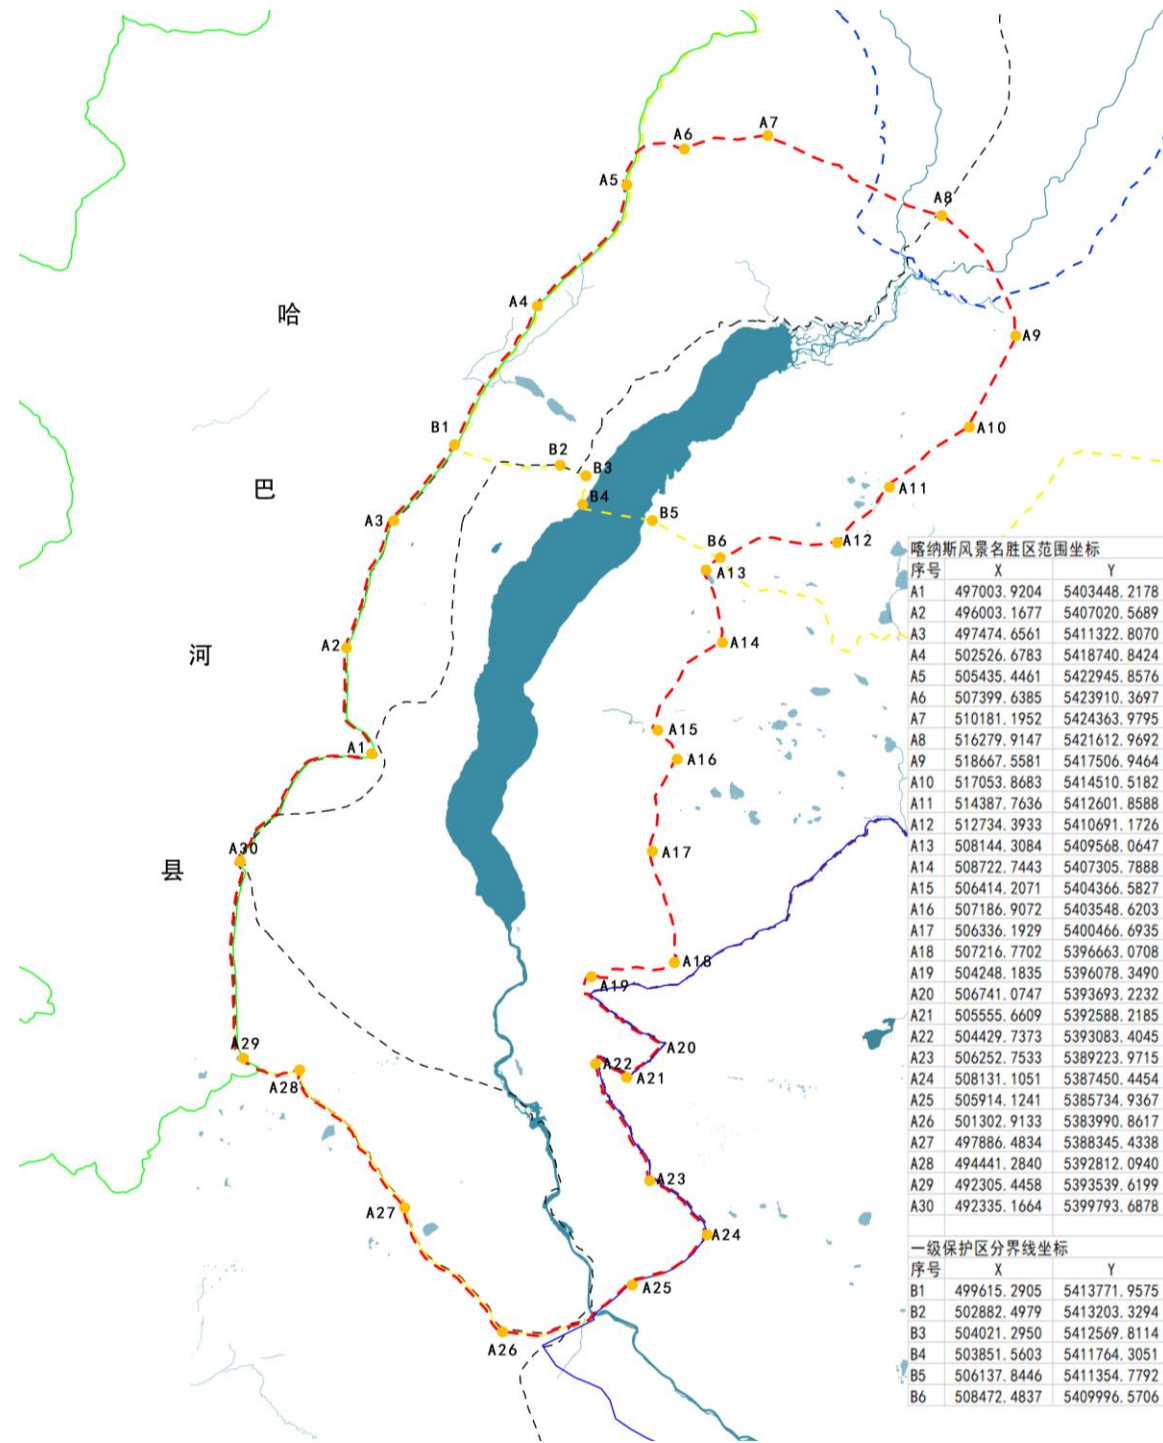 A7
A6
A5
A8
哈
A4
A9
B1
A10
B2
B3
巴
A11
B4
A3
B5
B6
A12
A13
A2
A14
河
A15
A1
A16
A30
A17
县
A18
A19
A20
A29
A22
A21
A28
A23
A27
A24
A25
A26
喀纳斯风景名胜区范围坐标
序号 X Y
A1 497003.9204 5403448.2178
A2 496003.1677 5407020.5689
A3 497474.6561 5411322.8070
A4 502526.6783 5418740.8424
A5 505435.4461 5422945.8576
A6 507399.6385 5423910.3697
A7 510181.1952 5424363.9795
A8 516279.9147 5421612.9692
A9 518667.5581 5417506.9464
A10 517053.8683 5414510.5182
A11 514387.7636 5412601.8588
A12 512734.3933 5410691.1726
A13 508144.3084 5409568.0647
A14 508722.7443 5407305.7888
A15 506414.2071 5404366.5827
A16 507186.9072 5403548.6203
A17 506336.1929 5400466.6935
A18 507216.7702 5396663.0708
A19 504248.1835 5396078.3490
A20 506741.0747 5393693.2232
A21 505555.6609 5392588.2185
A22 504429.7373 5393083.4045
A23 506252.7533 5389223.9715
A24 508131.1051 5387450.4454
A25 505914.1241 5385734.9367
A26 501302.9133 5383990.8617
A27 497886.4834 5388345.4338
A28 494441.2840 5392812.0940
A29 492305.4458 5393539.6199
A30 492335.1664 5399793.6878
一级保护区分界线坐标
序号 X Y
B1 499615.2905 5413771.9575
B2 502882.4979 5413203.3294
B3 504021.2950 5412569.8114
B4 503851.5603 5411764.3051
B5 506137.8446 5411354.7792
B6 508472.4837 5409996.5706